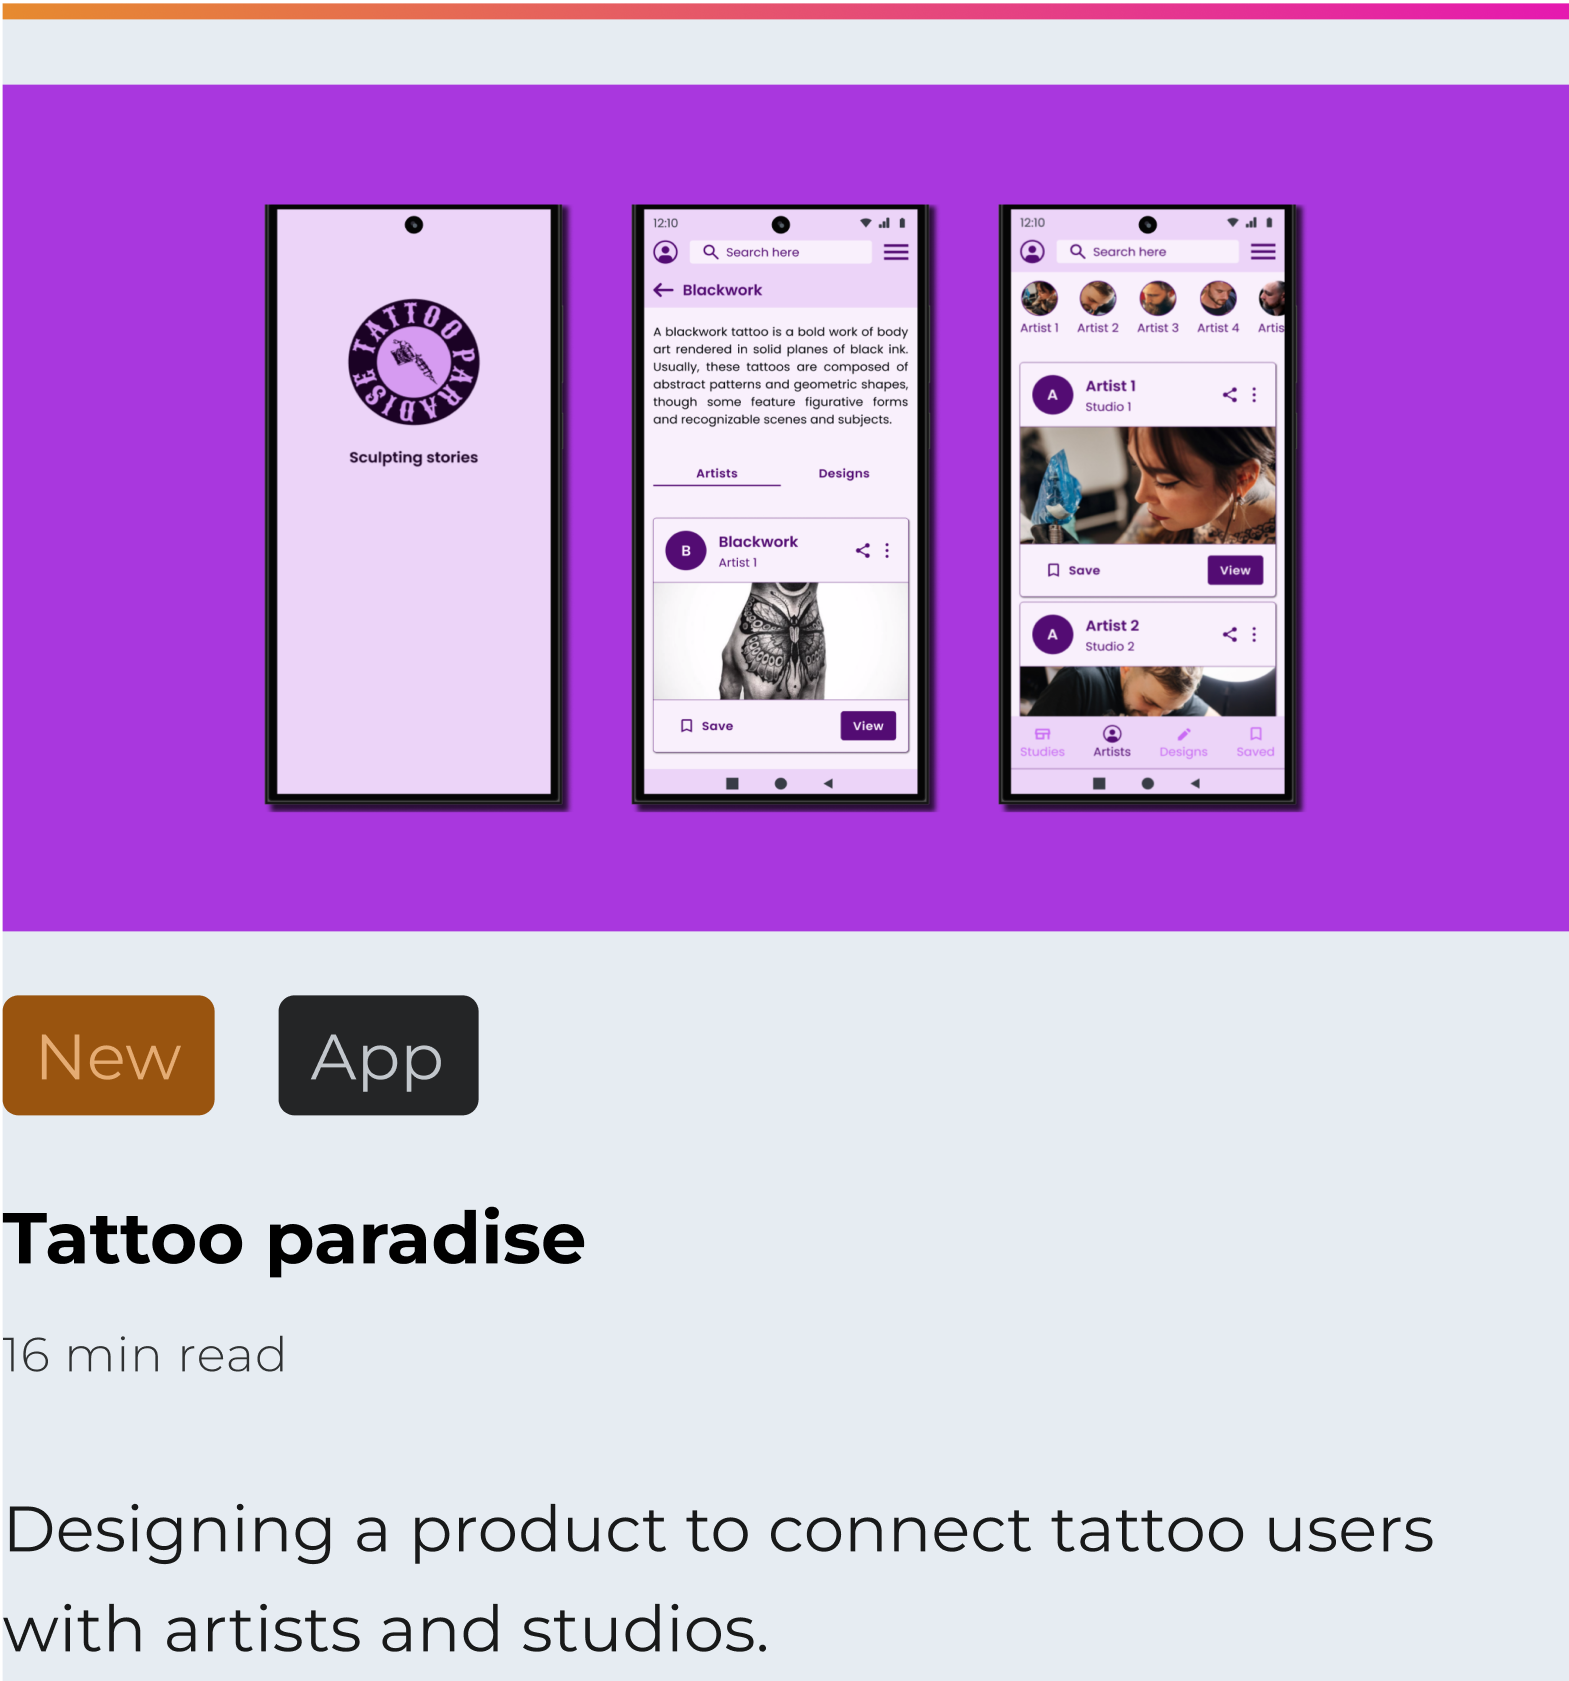 TATTOO PARADISE
Sculpting stories
12:10
Search here
Blackwork
A blackwork tattoo is a bold work of body
art rendered in solid planes of black ink.
Usually, these tattoos are composed of
abstract patterns and geometric shapes,
though some feature figurative forms
and recognizable scenes and subjects.
Artists Designs
B
Blackwork
Artist 1
Save View
12:10
Search here
Artist 1 Artist 2 Artist 3 Artist 4 Artis
A
Artist 1
Studio 1
Save View
A
Artist 2
Studio 2
Studies Artists Designs Saved
New App
Tattoo paradise
16 min read
Designing a product to connect tattoo users
with artists and studios.